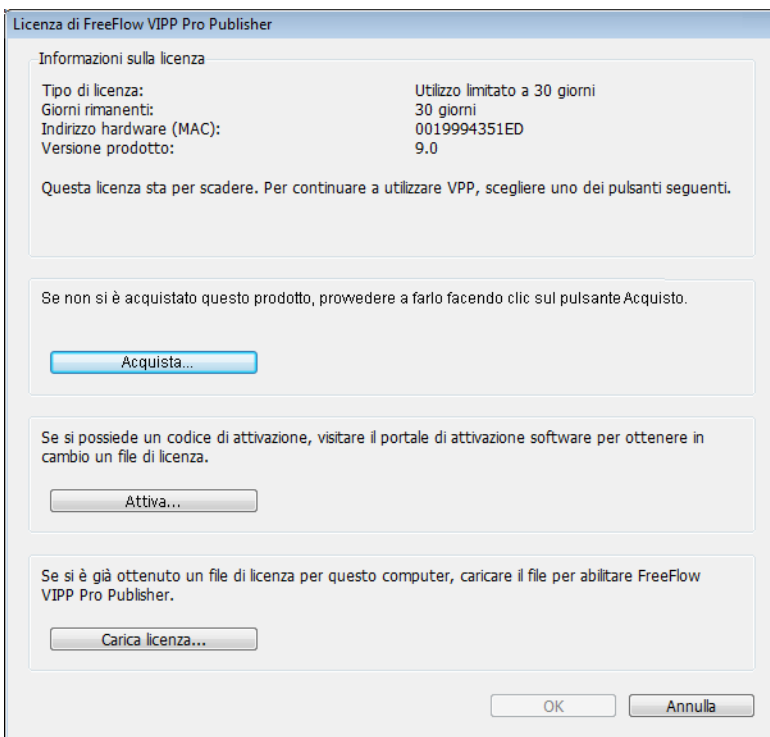 Licenza di FreeFlow VIPP Pro Publisher
Informazioni sulla licenza
Tipo di licenza: Utilizzo limitato a 30 giorni
Giorni rimanenti: 30 giorni
Indirizzo hardware (MAC): 0019994351ED
Versione prodotto: 9.0
Questa licenza sta per scadere. Per continuare a utilizzare VPP, scegliere uno dei pulsanti seguenti.
Se non si è acquistato questo prodotto, provvedere a farlo facendo clic sul pulsante Acquisto.
Acquista...
Se si possiede un codice di attivazione, visitare il portale di attivazione software per ottenere in
cambio un file di licenza.
Attiva...
Se si è già ottenuto un file di licenza per questo computer, caricare il file per abilitare FreeFlow
VIPP Pro Publisher.
Carica licenza...
OK Annulla